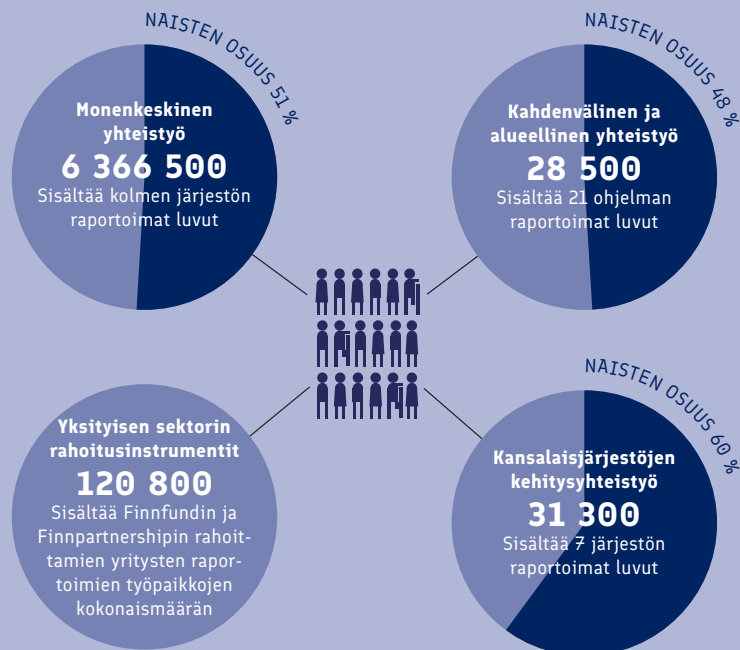 NAISTEN OSUUS 51 %
Monenkeskinen
yhteistyö
6 366 500
Sisältää kolmen järjestön
raportoimat luvut
NAISTEN OSUUS 48 %
Kahdenvälinen ja
alueellinen yhteistyö
28 500
Sisältää 21 ohjelman
raportoimat luvut
Yksityisen sektorin
rahoitusinstrumentit
120 800
Sisältää Finnfundin ja
Finnpartnershipin rahoit-
tamien yritysten rapor-
toimien työpaikkojen
kokonaismäärän
NAISTEN OSUUS 60 %
Kansalaisjärjestöjen
kehitysyhteistyö
31 300
Sisältää 7 järjestön
raportoimat luvut